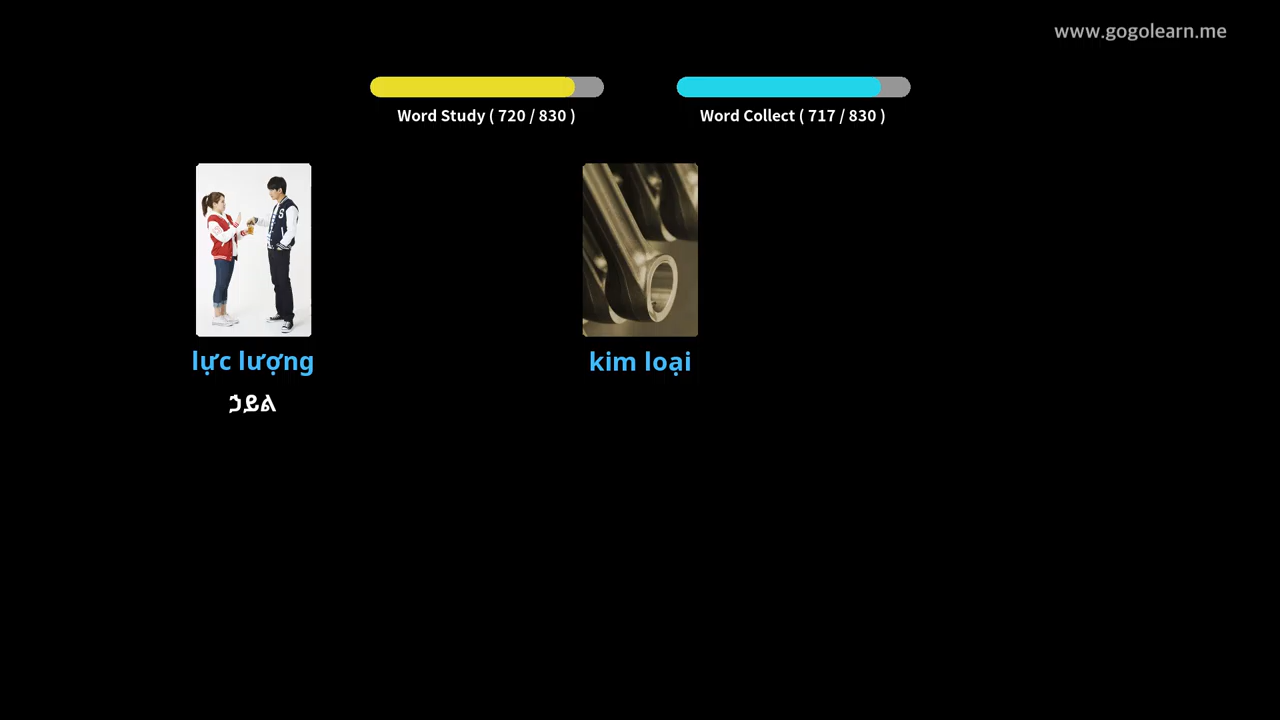 www.gogolearn.me
Word Study ( 720 / 830 )
Word Collect ( 717 / 830 )
lực lượng
kim loại
ኃይል